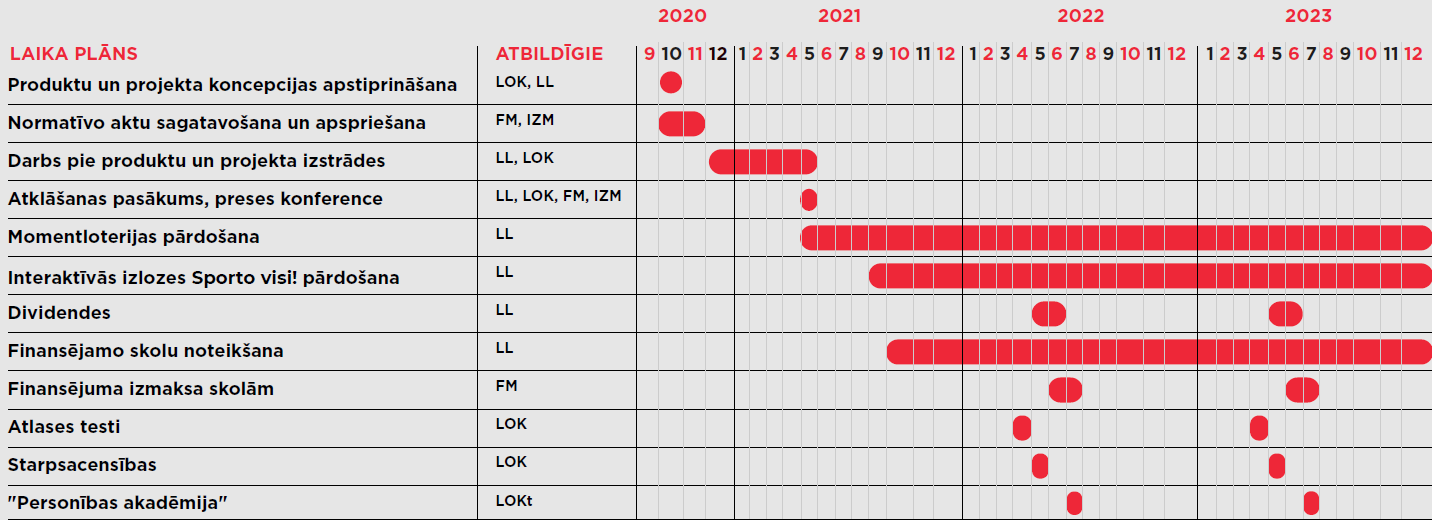 2020 2021 2022 2023
LAIKA PLĀNS ATBILDĪGIE 9 10 11 12 1 2 3 4 5 6 7 8 9 10 11 12 1 2 3 4 5 6 7 8 9 10 11 12 1 2 3 4 5 6 7 8 9 10 11 12
Produktu un projekta koncepcijas apstiprināšana LOK, LL
Normatīvo aktu sagatavošana un apspriešana FM, IZM
Darbs pie produktu un projekta izstrādes LL, LOK
Atklāšanas pasākums, preses konference LL, LOK, FM, IZM
Momentloterijas pārdošana LL
Interaktīvās izlozes Sporto visi! pārdošana LL
Dividendes LL
Finansējamo skolu noteikšana LL
Finansējuma izmaksa skolām FM
Atlases testi LOK
Starpsacensības LOK
"Personības akadēmija" LOKt